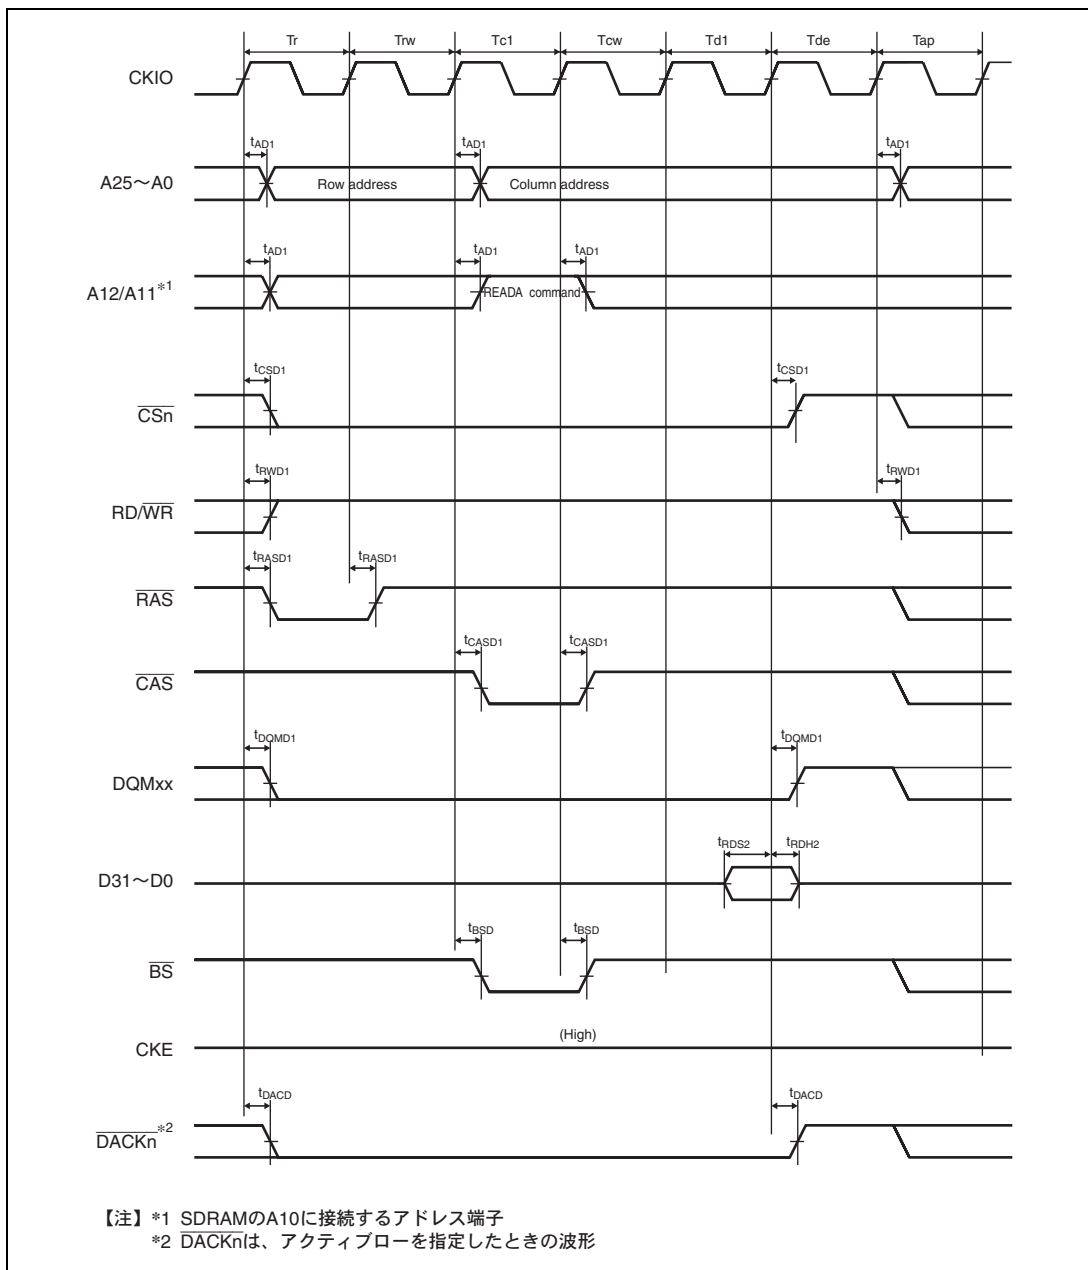 Tr Trw Tc1 Tcw Td1 Tde Tap
CKIO
tAD1 tAD1 tAD1
A25～A0 Row address Column address
tAD1 tAD1 tAD1
A12/A11*1 READA command
tCSD1 tCSD1
CSn
tRWD1 tRWD1
RD/WR
tRASD1 tRASD1
RAS
tCASD1 tCASD1
CAS
tDQMD1 tDQMD1
DQMxx
tRDS2 tRDH2
D31～D0
tBSD tBSD
BS
(High)
CKE
tDACD tDACD
DACKn*2
【注】*1 SDRAMのA10に接続するアドレス端子
*2 DACKnは、アクティブローを指定したときの波形